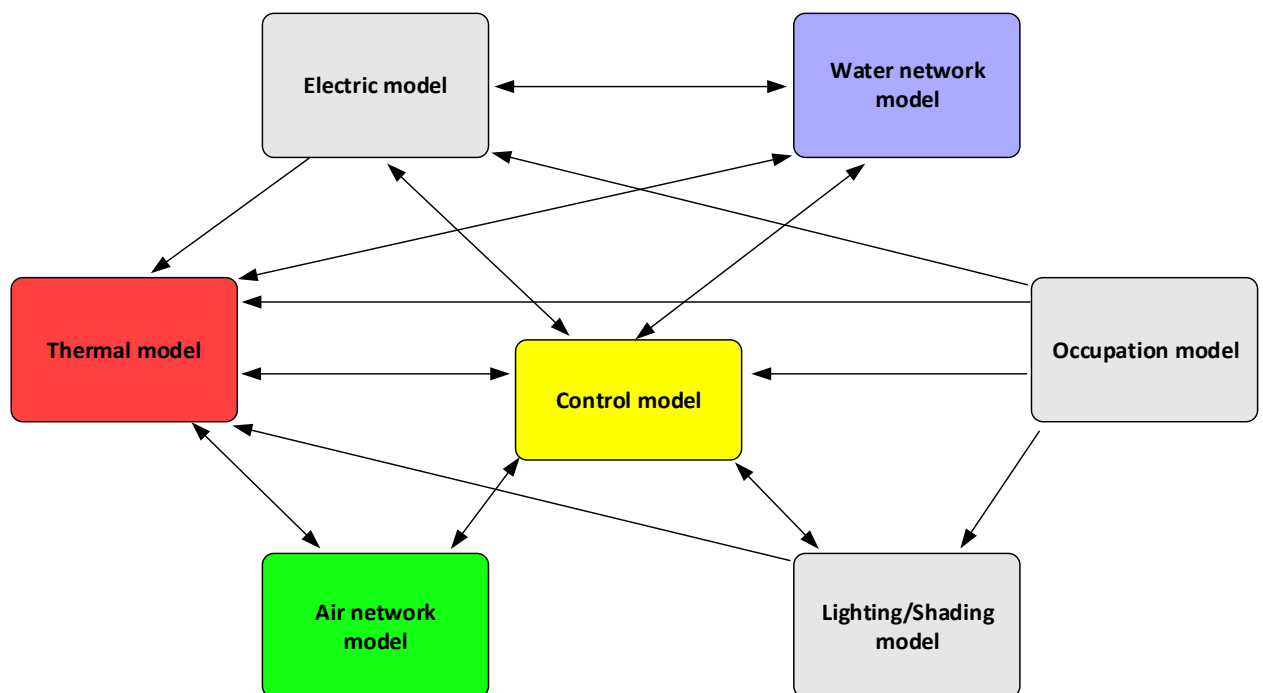 Electric model
Water network
model
Thermal model
Occupation model
Control model
Air network
model
Lighting/Shading
model